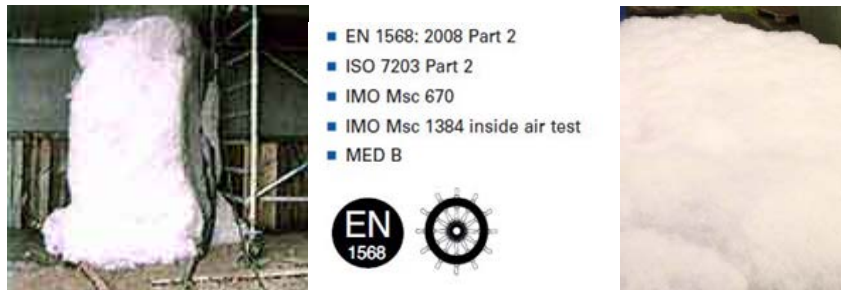 EN 1568: 2008 Part 2
ISO 7203 Part 2
IMO Msc 670
IMO Msc 1384 inside air test
MED B
EN
1568